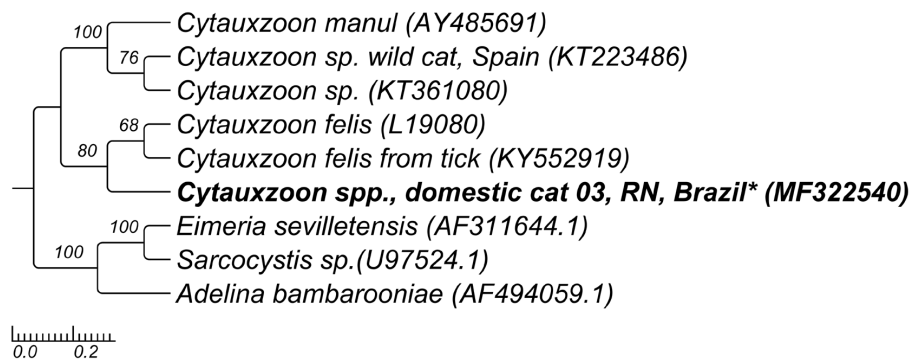 100
Cytauxzoon manul (AY485691)
76
Cytauxzoon sp. wild cat, Spain (KT223486)
Cytauxzoon sp. (KT361080)
68
Cytauxzoon felis (L19080)
80
Cytauxzoon felis from tick (KY552919)
Cytauxzoon spp., domestic cat 03, RN, Brazil* (MF322540)
100
Eimeria sevilletensis (AF311644.1)
100
Sarcocystis sp.(U97524.1)
Adelina bambarooniae (AF494059.1)
0.0 0.2